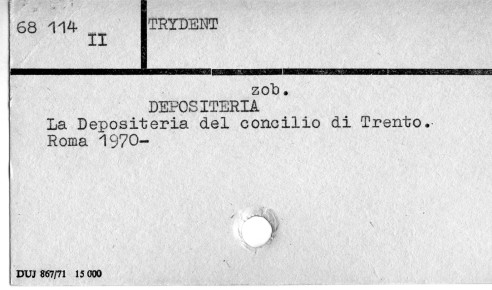 68 114
II
TRYDENT
zob.
DEPOSITERIA
La Depositeria del concilio di Trento.
Roma 1970-
DUJ 867/71 15 000